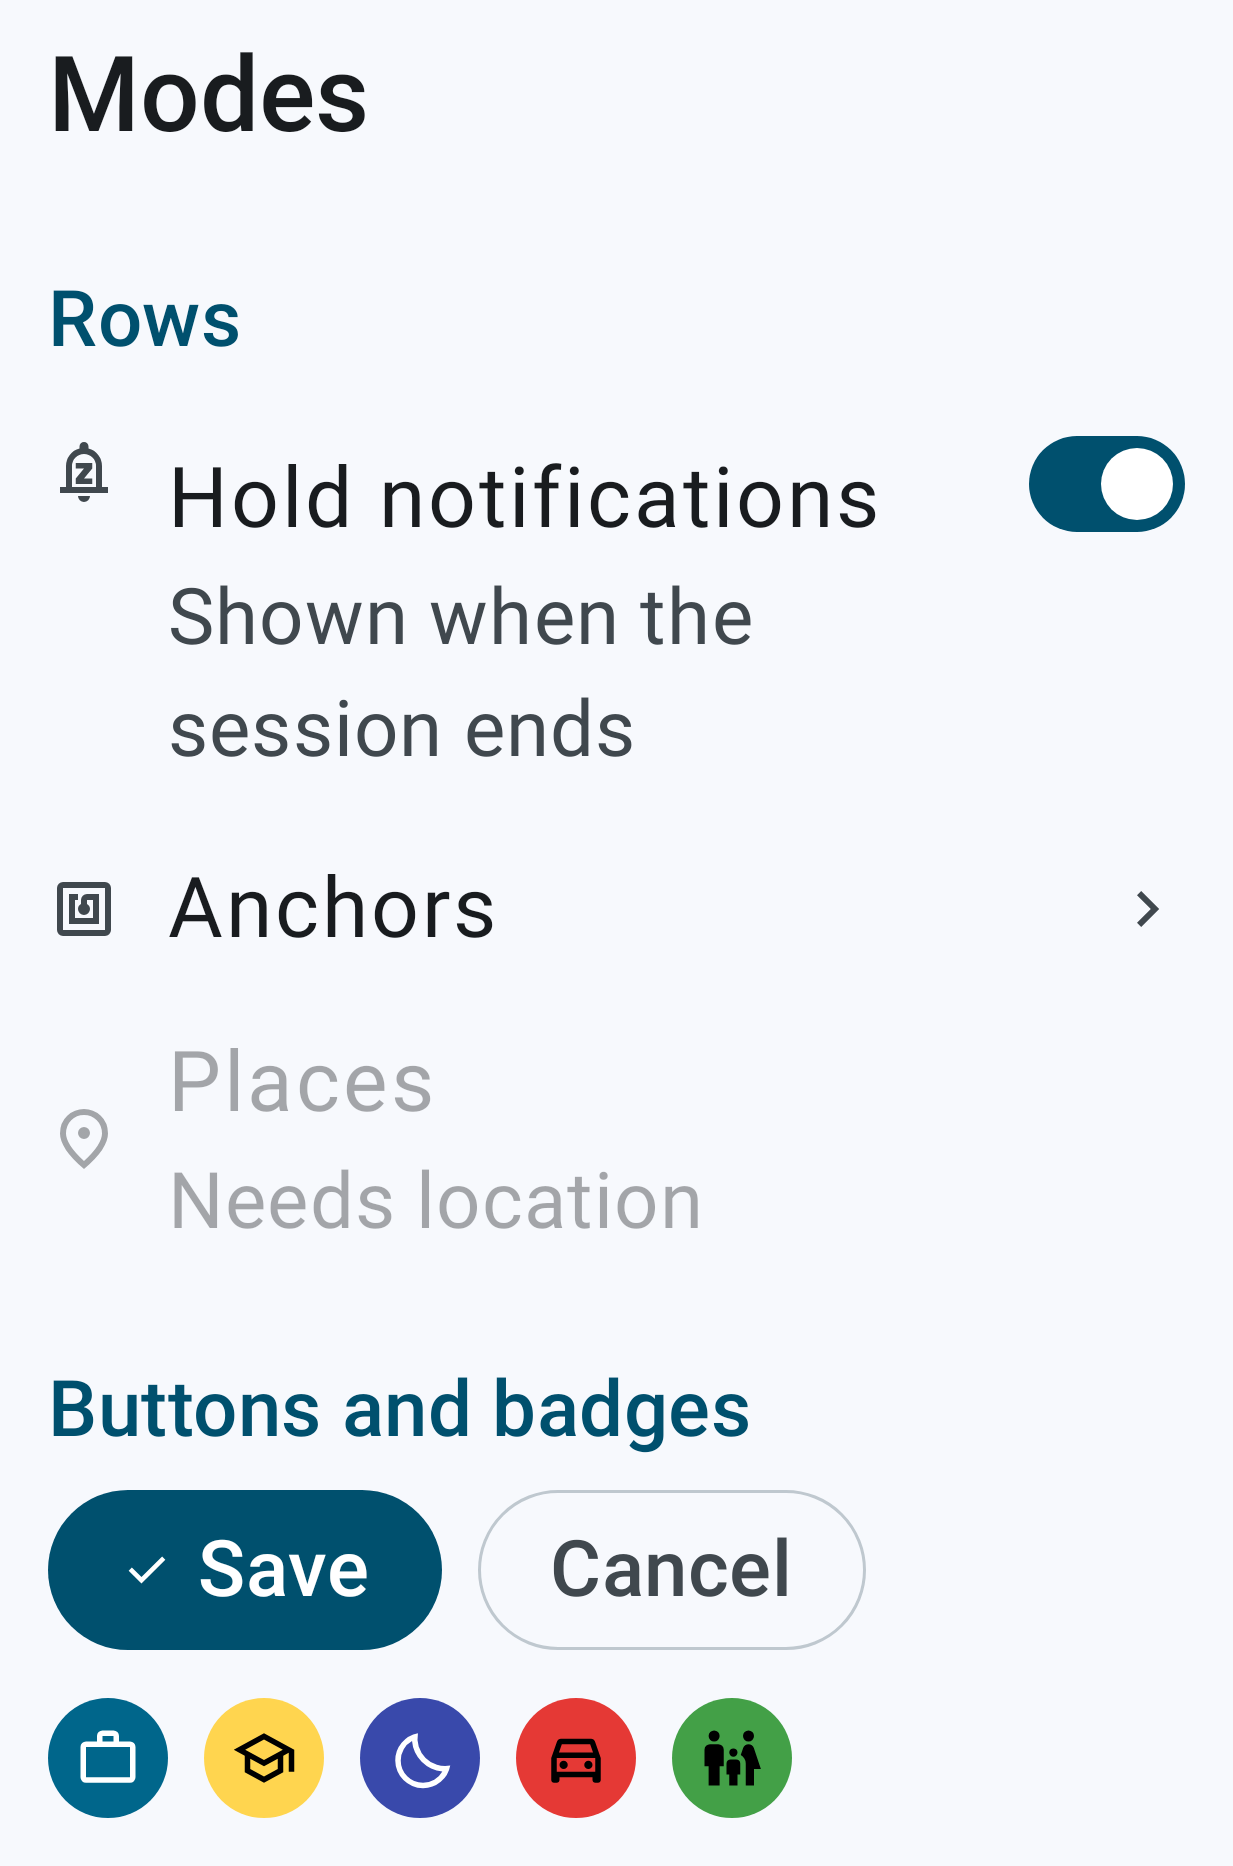 Modes
Rows
Hold notifications
Shown when the
session ends
Anchors
Places
Needs location
Buttons and badges
Save
Cancel